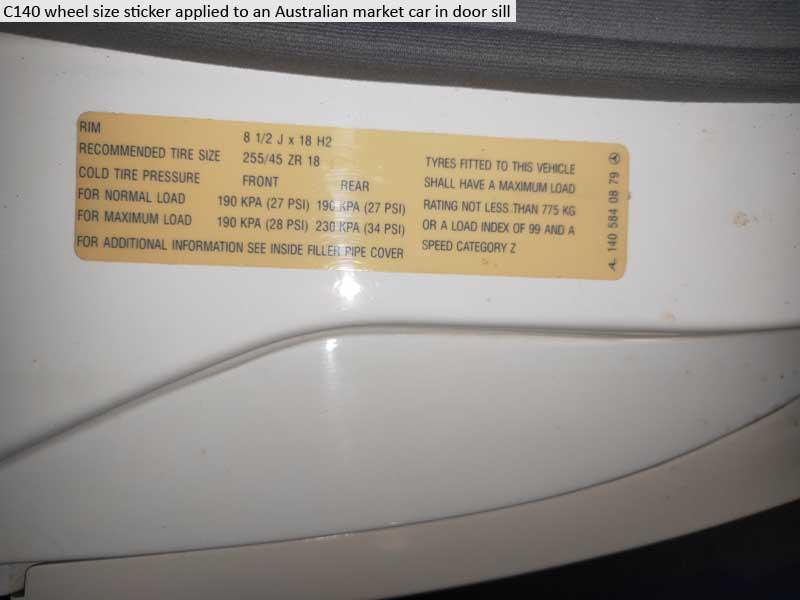 C140 wheel size sticker applied to an Australian market car in door sill
RIM 8 1/2 J x 18 H2
RECOMMENDED TIRE SIZE 255/45 ZR 18
COLD TIRE PRESSURE FRONT REAR
FOR NORMAL LOAD 190 KPA (27 PSI) 190 KPA (27 PSI)
FOR MAXIMUM LOAD 190 KPA (28 PSI) 230 KPA (34 PSI)
FOR ADDITIONAL INFORMATION SEE INSIDE FILLER PIPE COVER
TYRES FITTED TO THIS VEHICLE
SHALL HAVE A MAXIMUM LOAD
RATING NOT LESS THAN 775 KG
OR A LOAD INDEX OF 99 AND A
SPEED CATEGORY Z
A 140 584 08 79